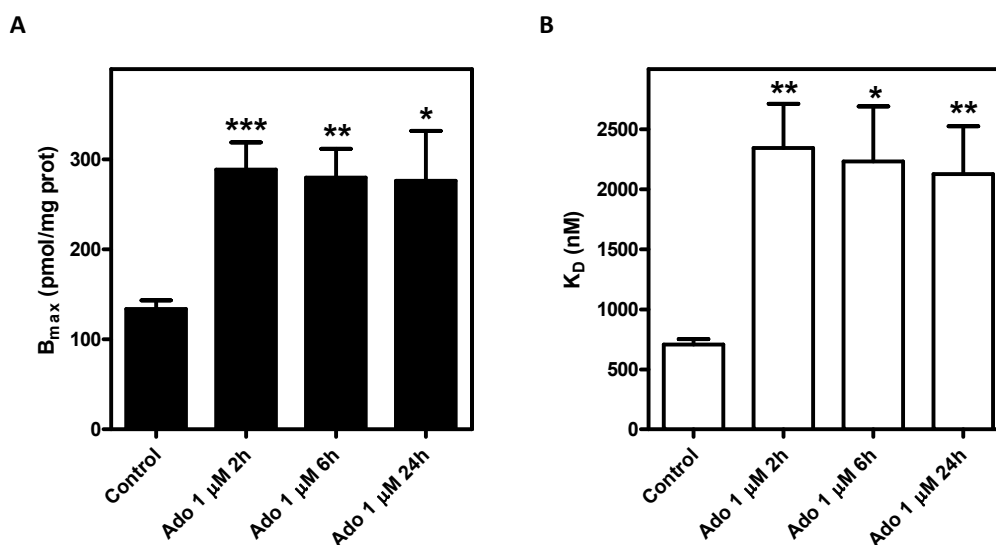 A
B
B max (pmol/mg prot)
300
200
100
0
***
**
*
Control
Ado 1 µM 2h
Ado 1 µM 6h
Ado 1 µM 24h
K D (nM)
2500
2000
1500
1000
500
0
**
*
**
Control
Ado 1 µM 2h
Ado 1 µM 6h
Ado 1 µM 24h